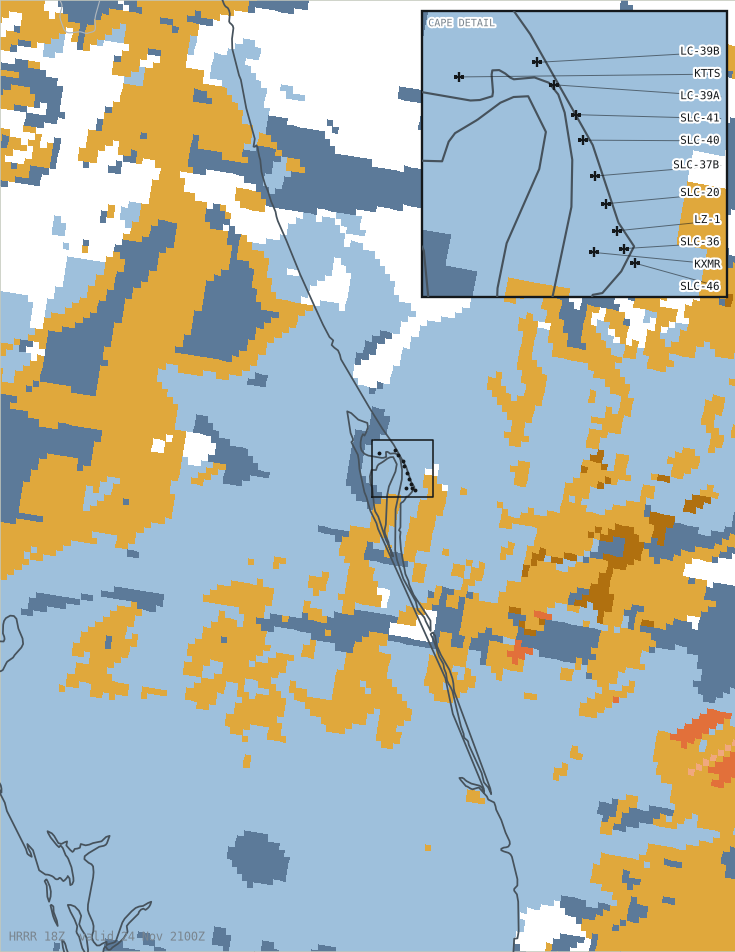 CAPE DETAIL
LC-39B
KTTS
LC-39A
SLC-41
SLC-40
SLC-37B
SLC-20
LZ-1
SLC-36
KXMR
SLC-46
HRRR 18Z valid 24 Nov 2100Z